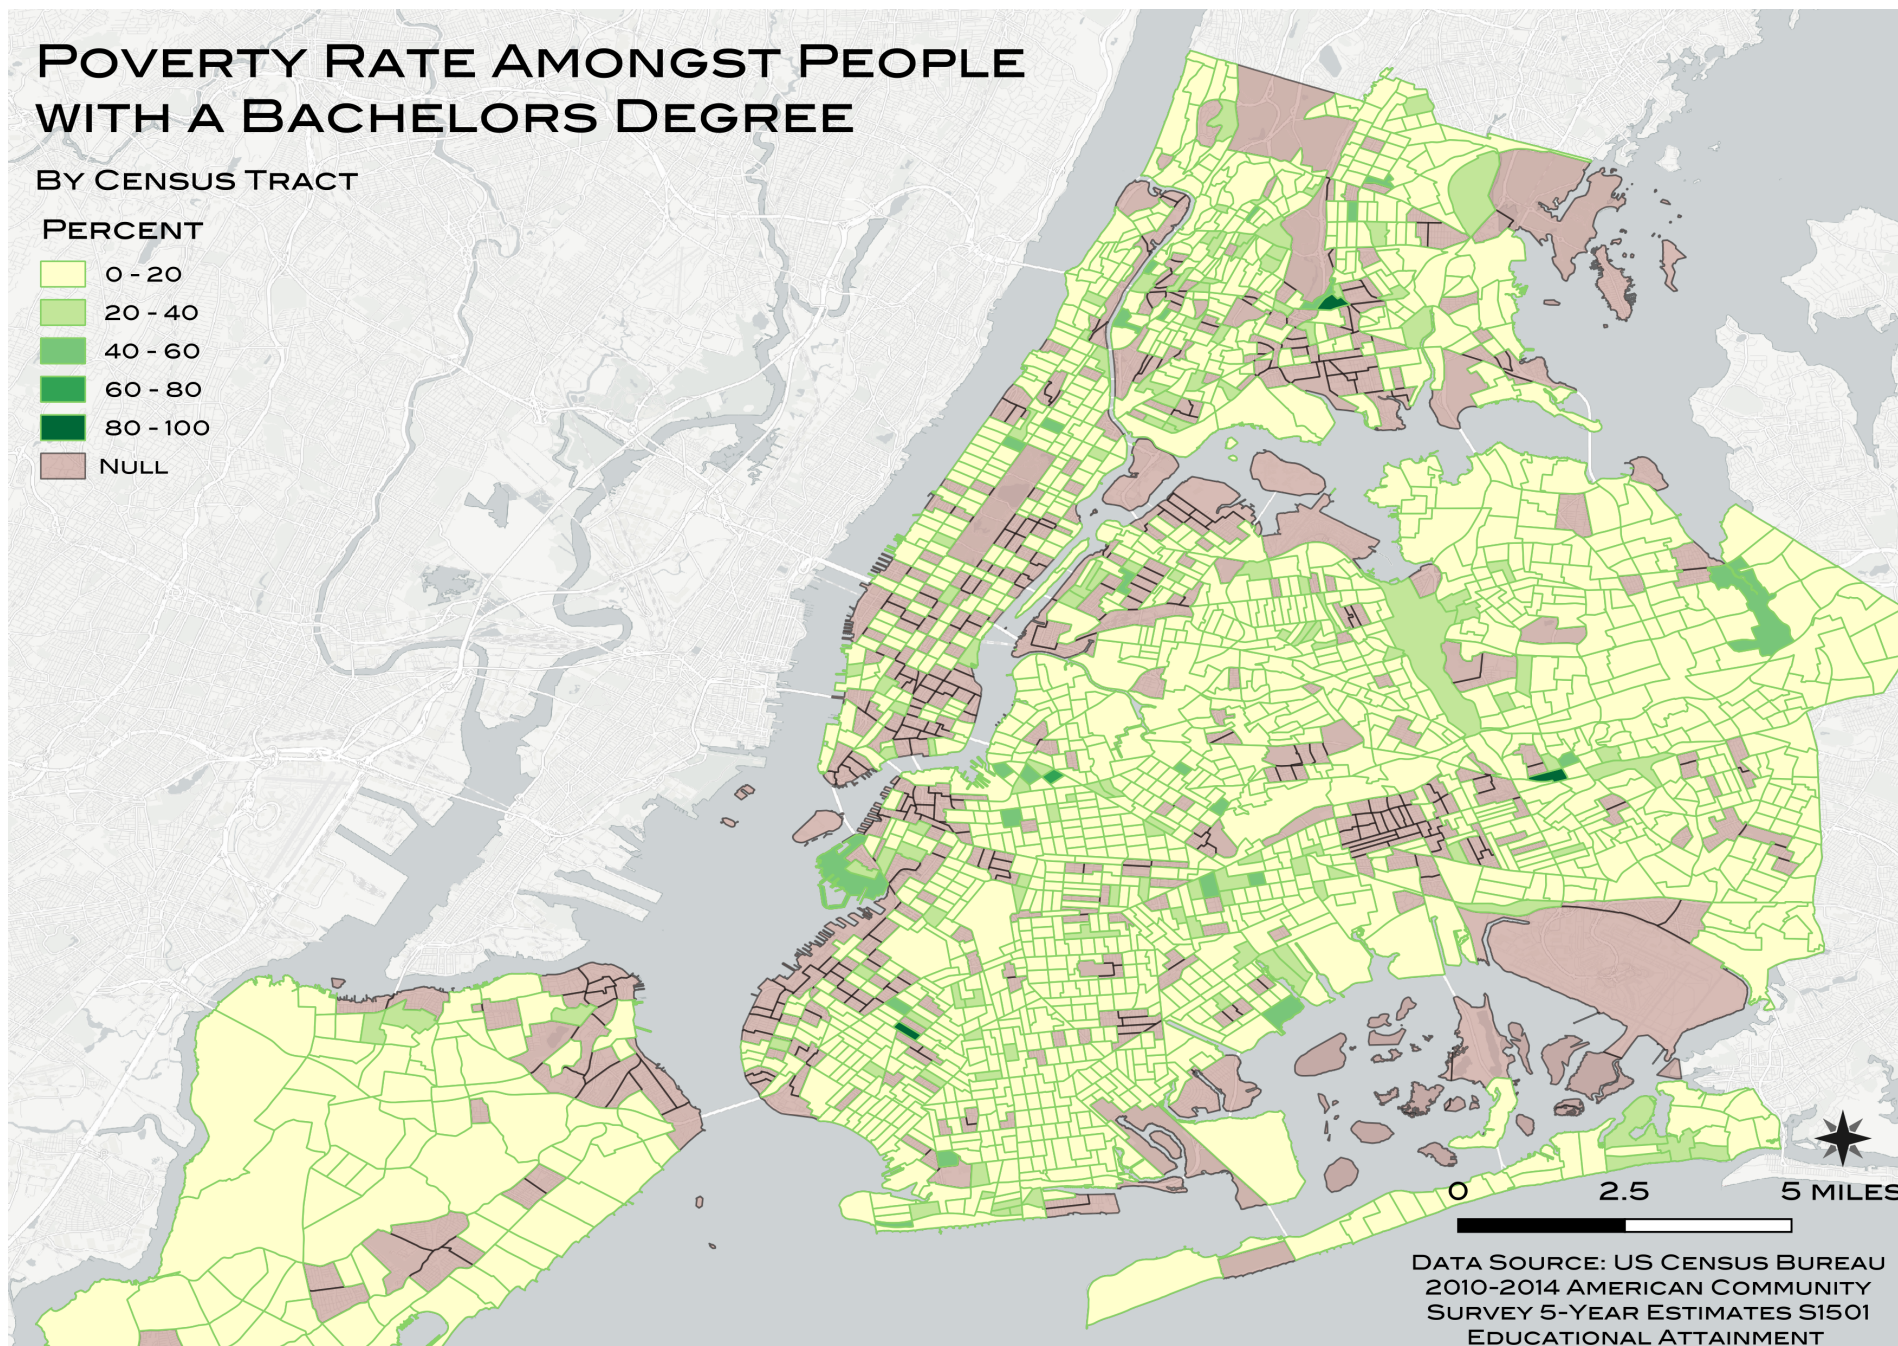 POVERTY RATE AMONGST PEOPLE
WITH A BACHELORS DEGREE
BY CENSUS TRACT
PERCENT
0 - 20
20 - 40
40 - 60
60 - 80
80 - 100
NULL
0 2.5 5 MILES
DATA SOURCE: US CENSUS BUREAU
2010-2014 AMERICAN COMMUNITY
SURVEY 5-YEAR ESTIMATES S1501
EDUCATIONAL ATTAINMENT